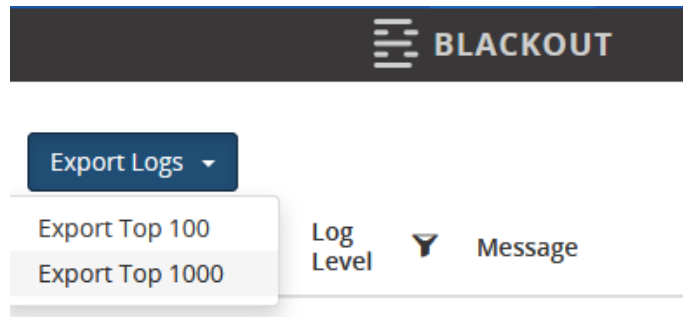 BLACKOUT
Export Logs
Export Top 100
Export Top 1000
Log
Level
Message